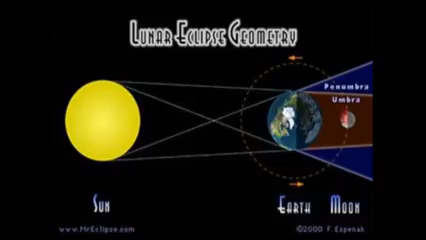 Lunar Eclipse Geometry
Penumbra
Umbra
Sun
Earth
Moon
www.MrEclipse.com
©2000 F. Espenak